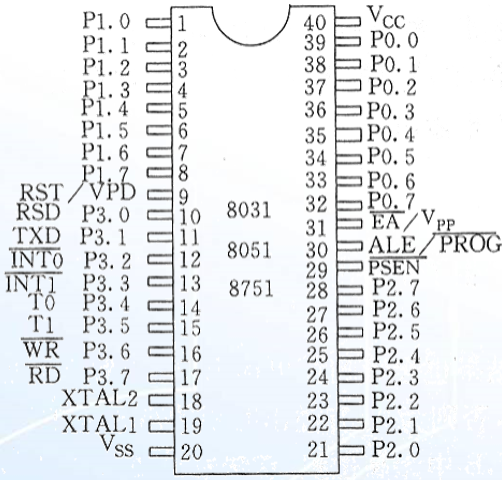 P1.0 1 40 VCC
P1.1 2 39 P0.0
P1.2 3 38 P0.1
P1.3 4 37 P0.2
P1.4 5 36 P0.3
P1.5 6 35 P0.4
P1.6 7 34 P0.5
P1.7 8 33 P0.6
RST/VPD 9 32 P0.7
RSD P3.0 10 8031 31 EA/VPP
TXD P3.1 11 8051 30 ALE/PROG
INT0 P3.2 12 29 PSEN
INT1 P3.3 13 8751 28 P2.7
T0 P3.4 14 27 P2.6
T1 P3.5 15 26 P2.5
WR P3.6 16 25 P2.4
RD P3.7 17 24 P2.3
XTAL2 18 23 P2.2
XTAL1 19 22 P2.1
VSS 20 21 P2.0